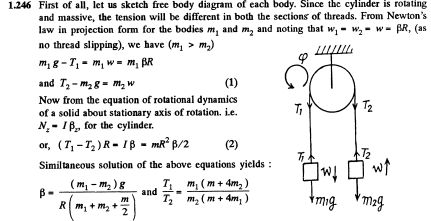 1.246 First of all, let us sketch free body diagram of each body. Since the cylinder is rotating
and massive, the tension will be different in both the sections of threads. From Newton's
law in projection form for the bodies m₁ and m₂ and noting that w₁ = w₂ = w = βR, (as
no thread slipping), we have (m₁ > m₂)
m₁ g – T₁ = m₁ w = m₁ βR
and T₂ – m₂ g = m₂ w (1)
Now from the equation of rotational dynamics
of a solid about stationary axis of rotation. i.e.
N_z = I β_z, for the cylinder.
or, (T₁ – T₂) R = I β = mR² β/2 (2)
Similtaneous solution of the above equations yields :
β = (m₁ – m₂) g / R (m₁ + m₂ + m/2) and T₁/T₂ = m₁ (m + 4m₂) / m₂ (m + 4m₁)
φ
T₁ T₂
T₁ T₂
w w
m₁g m₂g